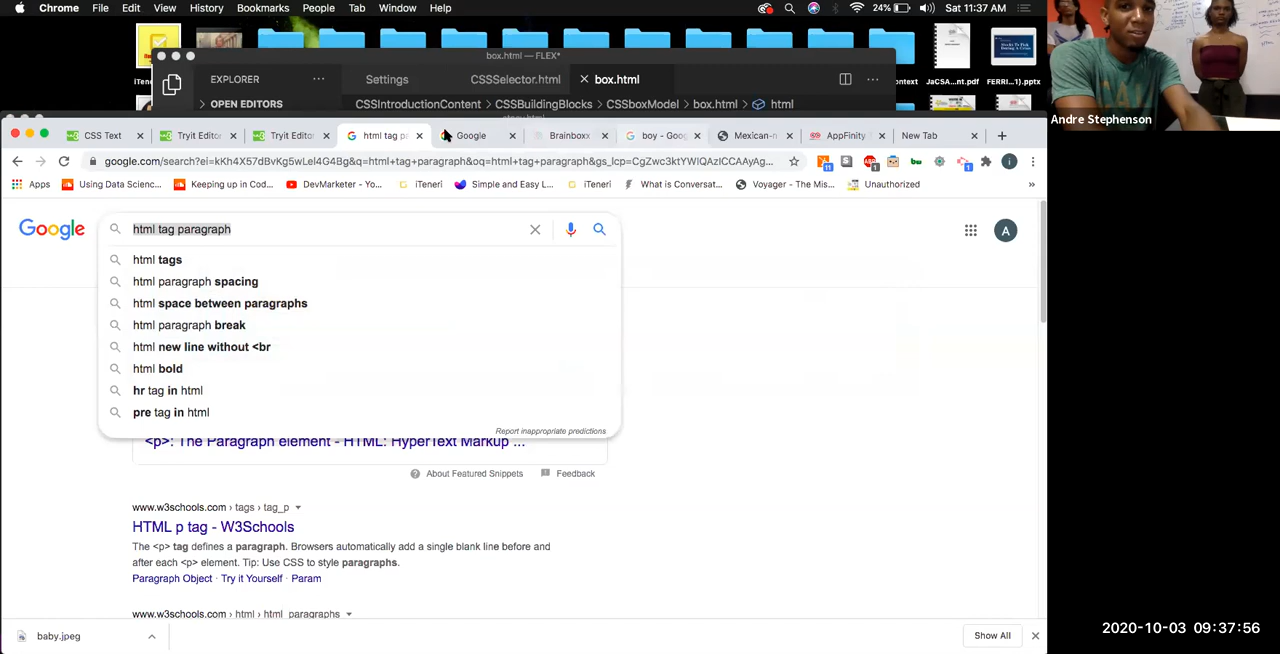 Chrome File Edit View History Bookmarks People Tab Window Help 24% Sat 11:37 AM
box.html — FLEX*
EXPLORER ··· Settings CSSSelector.html box.html ···
OPEN EDITORS CSSIntroductionContent › CSSBuildingBlocks › CSSboxModel › box.html › html
JaCSA...nt.pdf FERRI...1).pptx
Andre Stephenson
CSS Text Tryit Editor Tryit Editor html tag pa Google Brainboxx boy - Goog Mexican-n AppFinity D New Tab
google.com/search?ei=kKh4X57dBvKg5wLel4G4Bg&q=html+tag+paragraph&oq=html+tag+paragraph&gs_lcp=CgZwc3ktYWIQAzICCAAyAg...
Apps Using Data Scienc... Keeping up in Cod... DevMarketer - Yo... iTeneri Simple and Easy L... iTeneri What is Conversat... Voyager - The Mis... Unauthorized »
Google html tag paragraph A
html tags
html paragraph spacing
html space between paragraphs
html paragraph break
html new line without <br
html bold
hr tag in html
pre tag in html
Report inappropriate predictions
<p>: The Paragraph element - HTML: HyperText Markup ...
About Featured Snippets Feedback
www.w3schools.com › tags › tag_p
HTML p tag - W3Schools
The <p> tag defines a paragraph. Browsers automatically add a single blank line before and
after each <p> element. Tip: Use CSS to style paragraphs.
Paragraph Object · Try it Yourself · Param
www.w3schools.com › html › html_paragraphs
baby.jpeg Show All
2020-10-03 09:37:56